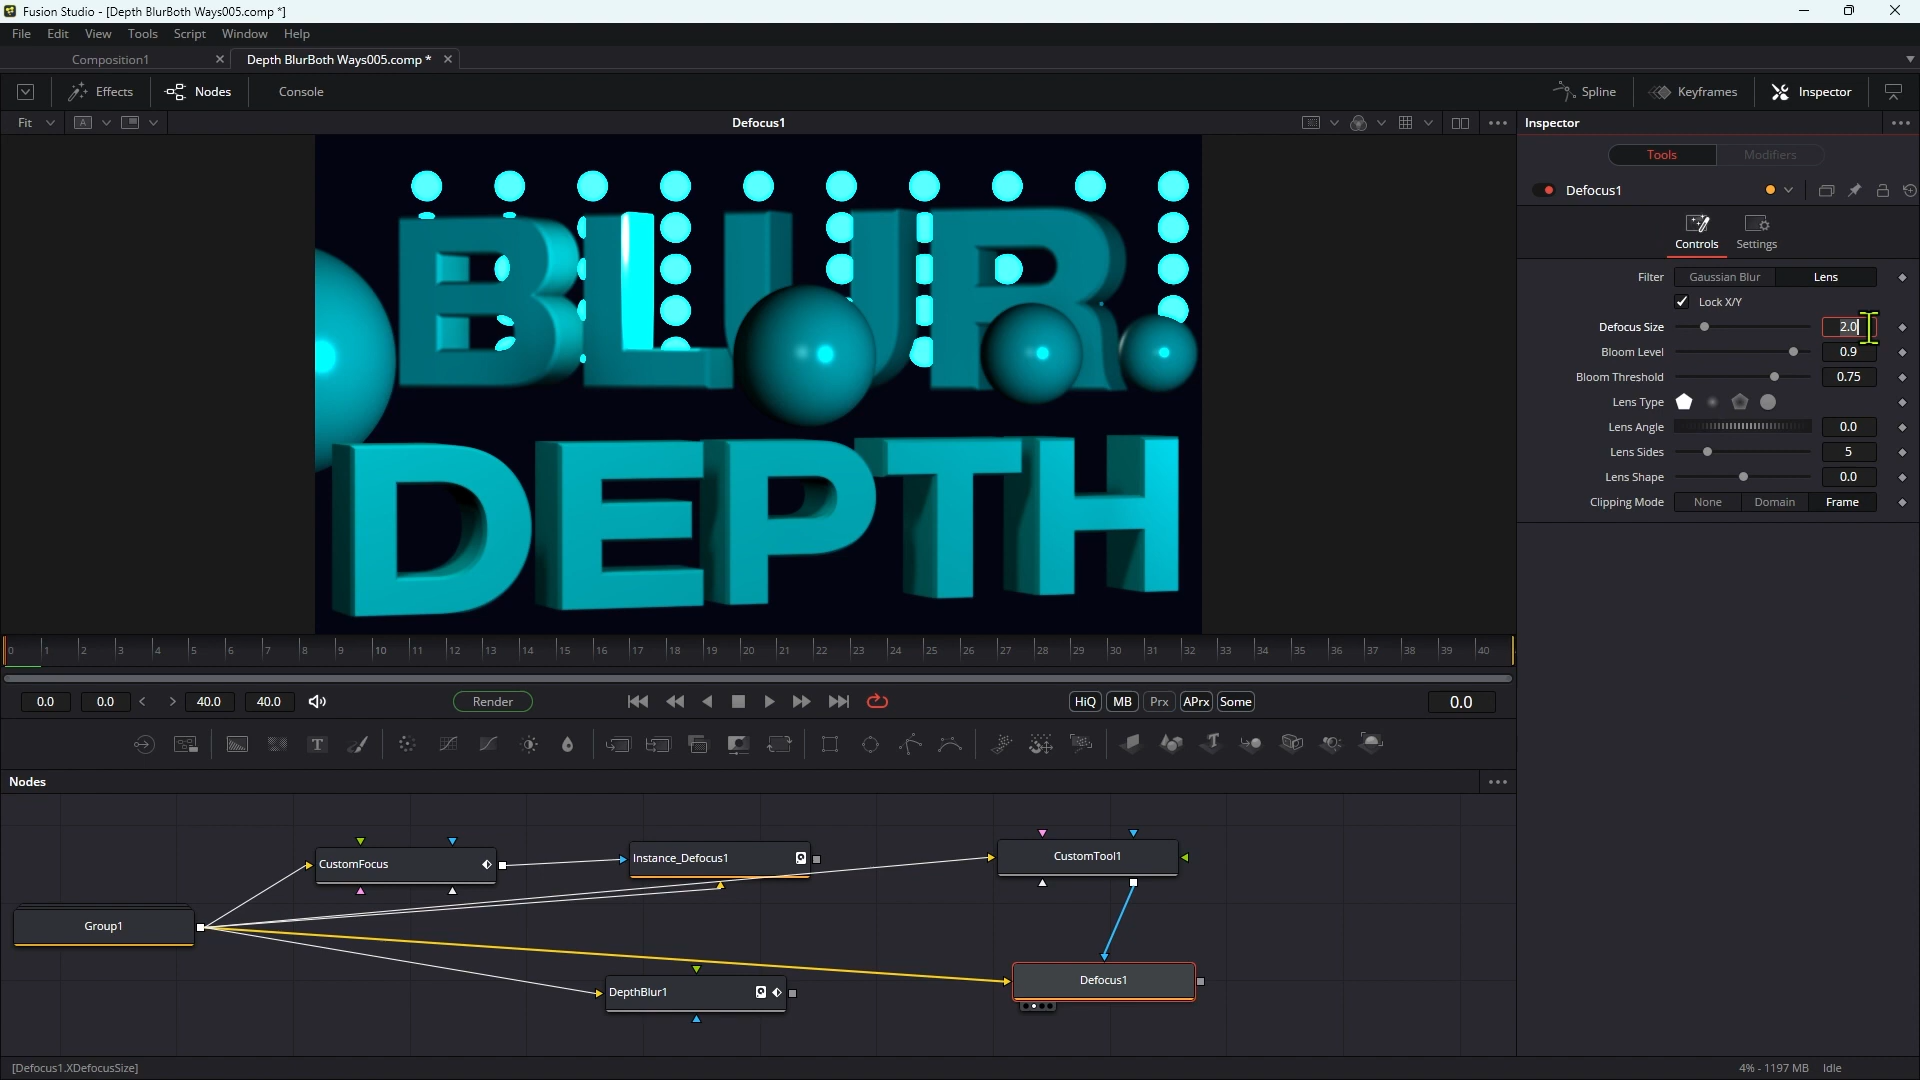 Fusion Studio - [Depth BlurBoth Ways005.comp *]
File Edit View Tools Script Window Help
Composition1
Depth BlurBoth Ways005.comp *
Effects
Nodes
Console
Spline
Keyframes
Inspector
Fit
A
Defocus1
Inspector
Tools
Modifiers
Defocus1
Controls
Settings
Filter Gaussian Blur Lens
Lock X/Y
Defocus Size 2.0
Bloom Level 0.9
Bloom Threshold 0.75
Lens Type
Lens Angle 0.0
Lens Sides 5
Lens Shape 0.0
Clipping Mode None Domain Frame
BLUR.
DEPTH
0 1 2 3 4 5 6 7 8 9 10 11 12 13 14 15 16 17 18 19 20 21 22 23 24 25 26 27 28 29 30 31 32 33 34 35 36 37 38 39 40
0.0 0.0 < > 40.0 40.0
Render
HiQ MB Prx APrx Some
0.0
Nodes
CustomFocus
Instance_Defocus1
CustomTool1
Group1
DepthBlur1
Defocus1
[Defocus1.XDefocusSize]
4% - 1197 MB Idle